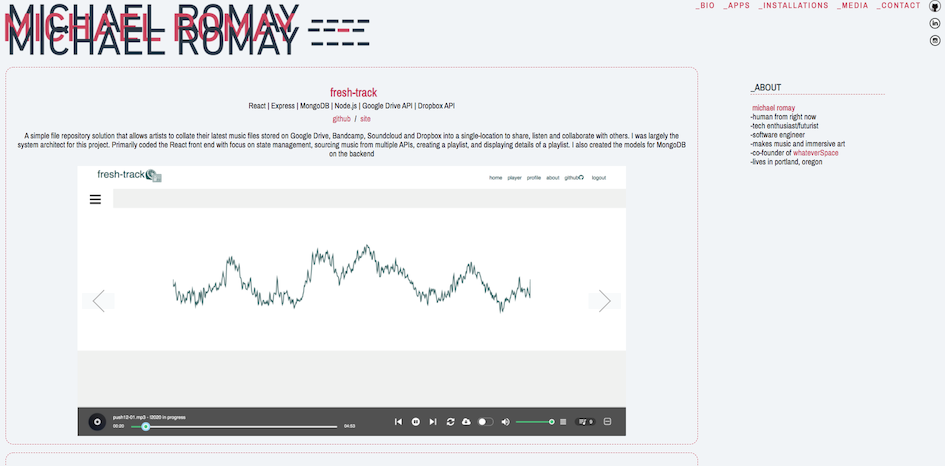 MICHAEL ROMAY
MICHAEL ROMAY
MICHAEL ROMAY
_BIO _APPS _INSTALLATIONS _MEDIA _CONTACT
fresh-track
React | Express | MongoDB | Node.js | Google Drive API | Dropbox API
github / site
A simple file repository solution that allows artists to collate their latest music files stored on Google Drive, Bandcamp, Soundcloud and Dropbox into a single-location to share, listen and collaborate with others. I was largely the
system architect for this project. Primarily coded the React front end with focus on state management, sourcing music from multiple APIs, creating a playlist, and displaying details of a playlist. I also created the models for MongoDB
on the backend
fresh-track
home player profile about github logout
push12-01.mp3 - t2020 in progress
00:20 04:53
0
_ABOUT
michael romay
-human from right now
-tech enthusiast/futurist
-software engineer
-makes music and immersive art
-co-founder of whateverSpace
-lives in portland, oregon